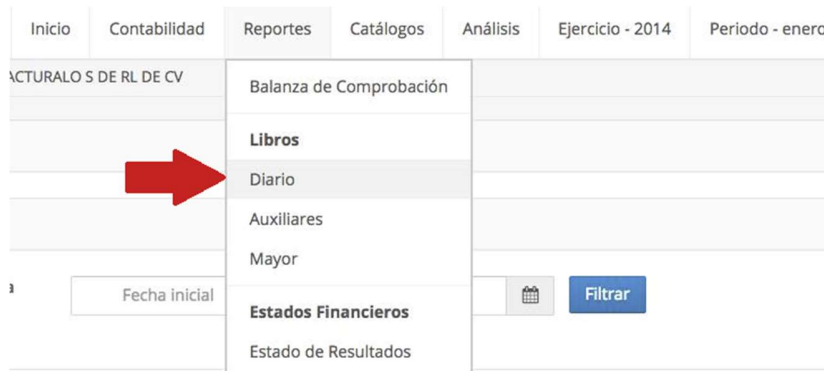 Inicio Contabilidad Reportes Catálogos Análisis Ejercicio - 2014 Periodo - enero
ACTURALO S DE RL DE CV
Balanza de Comprobación
Libros
Diario
Auxiliares
Mayor
a Fecha inicial Filtrar
Estados Financieros
Estado de Resultados